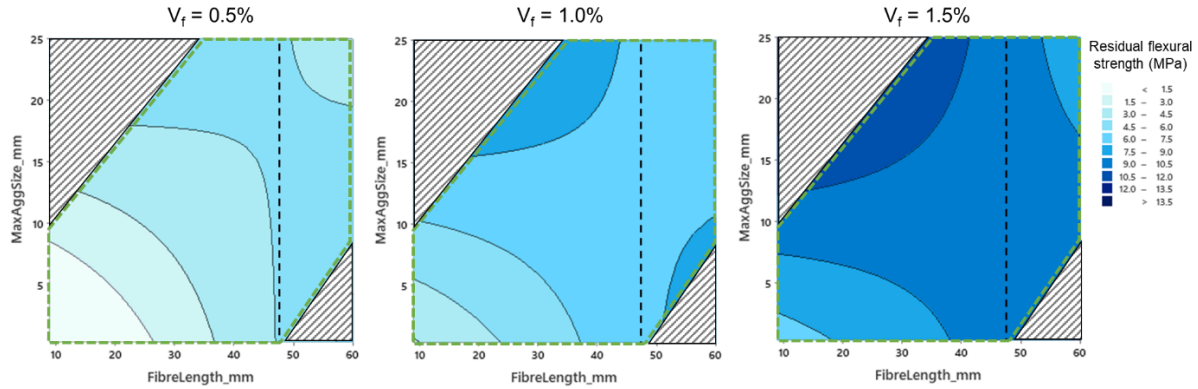 V_f = 0.5%
V_f = 1.0%
V_f = 1.5%
25
20
15
10
5
MaxAggSize_mm
10 20 30 40 50 60
FibreLength_mm
25
20
15
10
5
MaxAggSize_mm
10 20 30 40 50 60
FibreLength_mm
25
20
15
10
5
MaxAggSize_mm
10 20 30 40 50 60
FibreLength_mm
Residual flexural
strength (MPa)
< 1.5
1.5 – 3.0
3.0 – 4.5
4.5 – 6.0
6.0 – 7.5
7.5 – 9.0
9.0 – 10.5
10.5 – 12.0
12.0 – 13.5
> 13.5